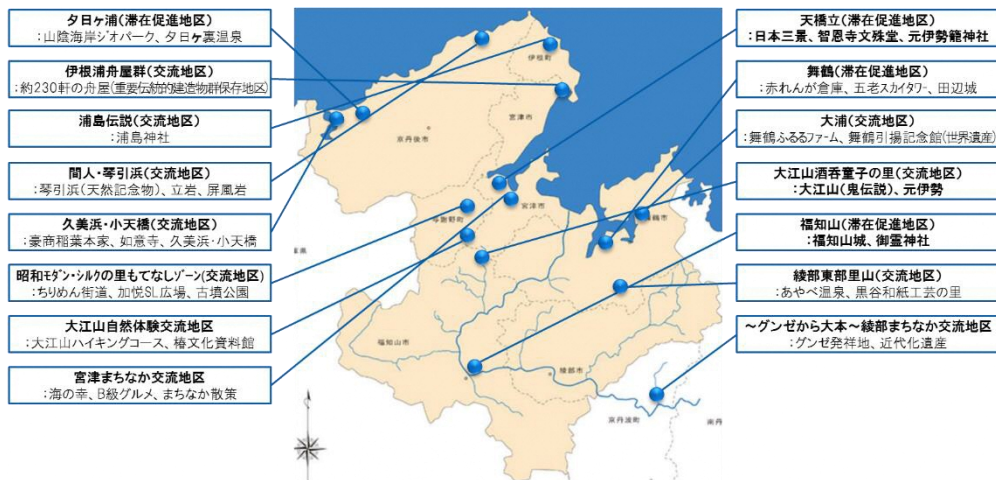 夕日ヶ浦(滞在促進地区)
:山陰海岸ジオパーク、夕日ヶ裏温泉
伊根浦舟屋群(交流地区)
:約230軒の舟屋(重要伝統的建造物群保存地区)
浦島伝説(交流地区)
:浦島神社
間人・琴引浜(交流地区)
:琴引浜(天然記念物)、立岩、屏風岩
久美浜・小天橋(交流地区)
:豪商稲葉本家、如意寺、久美浜・小天橋
昭和モダン・シルクの里もてなしゾーン(交流地区)
:ちりめん街道、加悦SL広場、古墳公園
大江山自然体験交流地区
:大江山ハイキングコース、椿文化資料館
宮津まちなか交流地区
:海の幸、B級グルメ、まちなか散策
伊根町
宮津市
京丹後市
宮津市
与謝野町
福知山市
綾部市
京丹波町
南丹
天橋立(滞在促進地区)
:日本三景、智恩寺文殊堂、元伊勢籠神社
舞鶴(滞在促進地区)
:赤れんが倉庫、五老スカイタワー、田辺城
大浦(交流地区)
:舞鶴ふるるファーム、舞鶴引揚記念館(世界遺産)
大江山酒呑童子の里(交流地区)
:大江山(鬼伝説)、元伊勢
福知山(滞在促進地区)
:福知山城、御霊神社
綾部東部里山(交流地区)
:あやべ温泉、黒谷和紙工芸の里
～グンゼから大本～綾部まちなか交流地区
:グンゼ発祥地、近代化遺産